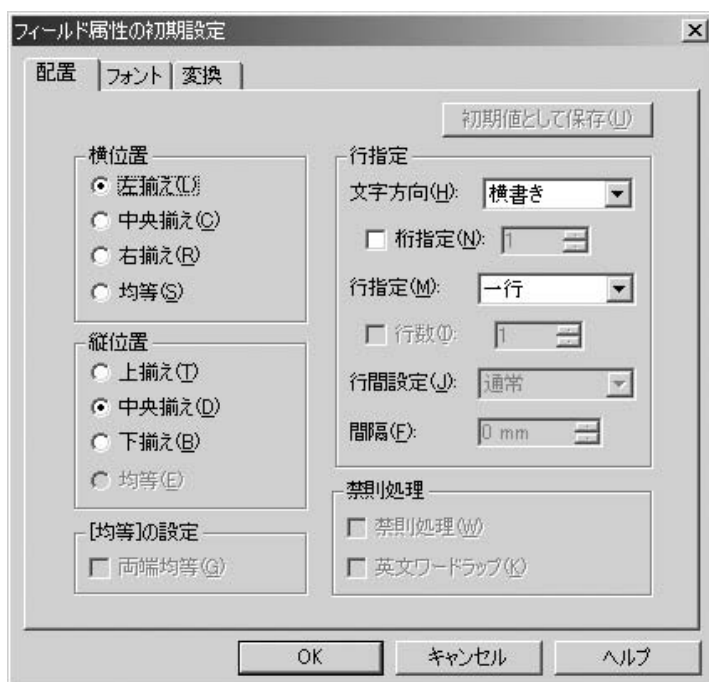 フィールド属性の初期設定
配置 フォント 変換
初期値として保存(U)
横位置
左揃え(L)
中央揃え(C)
右揃え(R)
均等(S)
縦位置
上揃え(T)
中央揃え(D)
下揃え(B)
均等(E)
[均等]の設定
両端均等(G)
行指定
文字方向(H): 横書き
桁指定(N): 1
行指定(M): 一行
行数(I): 1
行間設定(J): 通常
間隔(F): 0 mm
禁則処理
禁則処理(W)
英文ワードラップ(K)
OK キャンセル ヘルプ